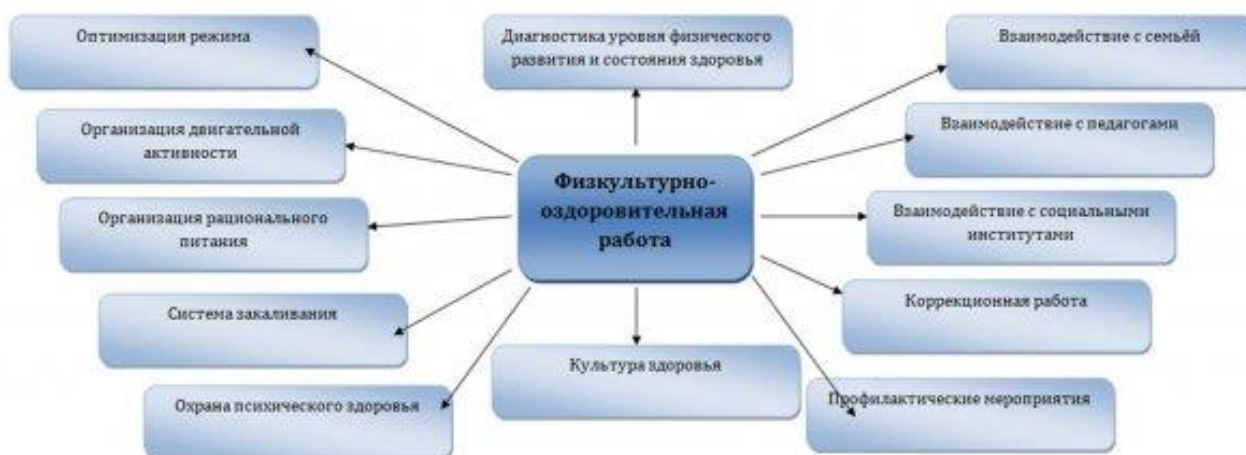 Оптимизация режима
Диагностика уровня физического
развития и состояния здоровья
Взаимодействие с семьёй
Организация двигательной
активности
Взаимодействие с педагогами
Физкультурно-
оздоровительная
работа
Организация рационального
питания
Взаимодействие с социальными
институтами
Система закаливания
Коррекционная работа
Культура здоровья
Охрана психического здоровья
Профилактические мероприятия